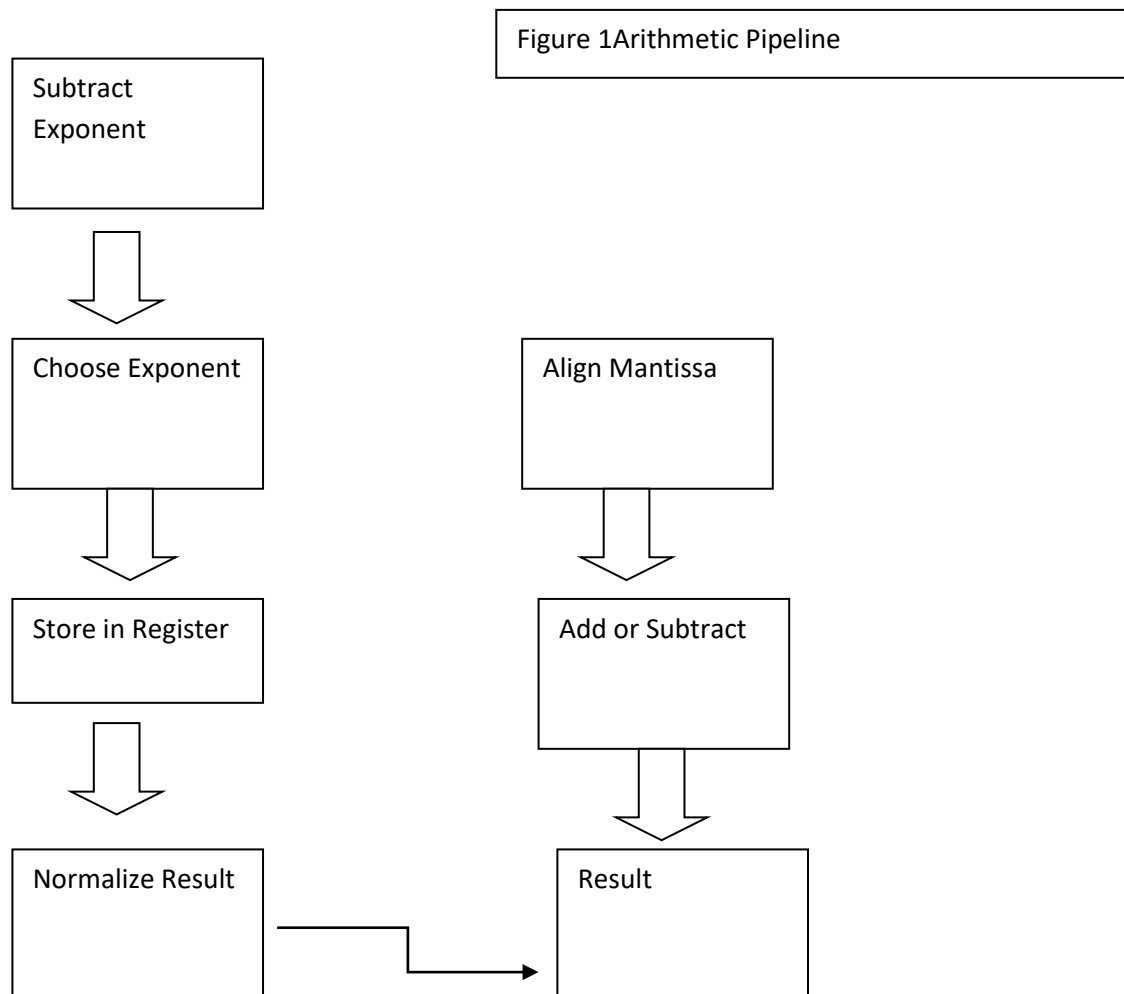 Figure 1Arithmetic Pipeline
Subtract
Exponent
Choose Exponent
Align Mantissa
Store in Register
Add or Subtract
Normalize Result
Result